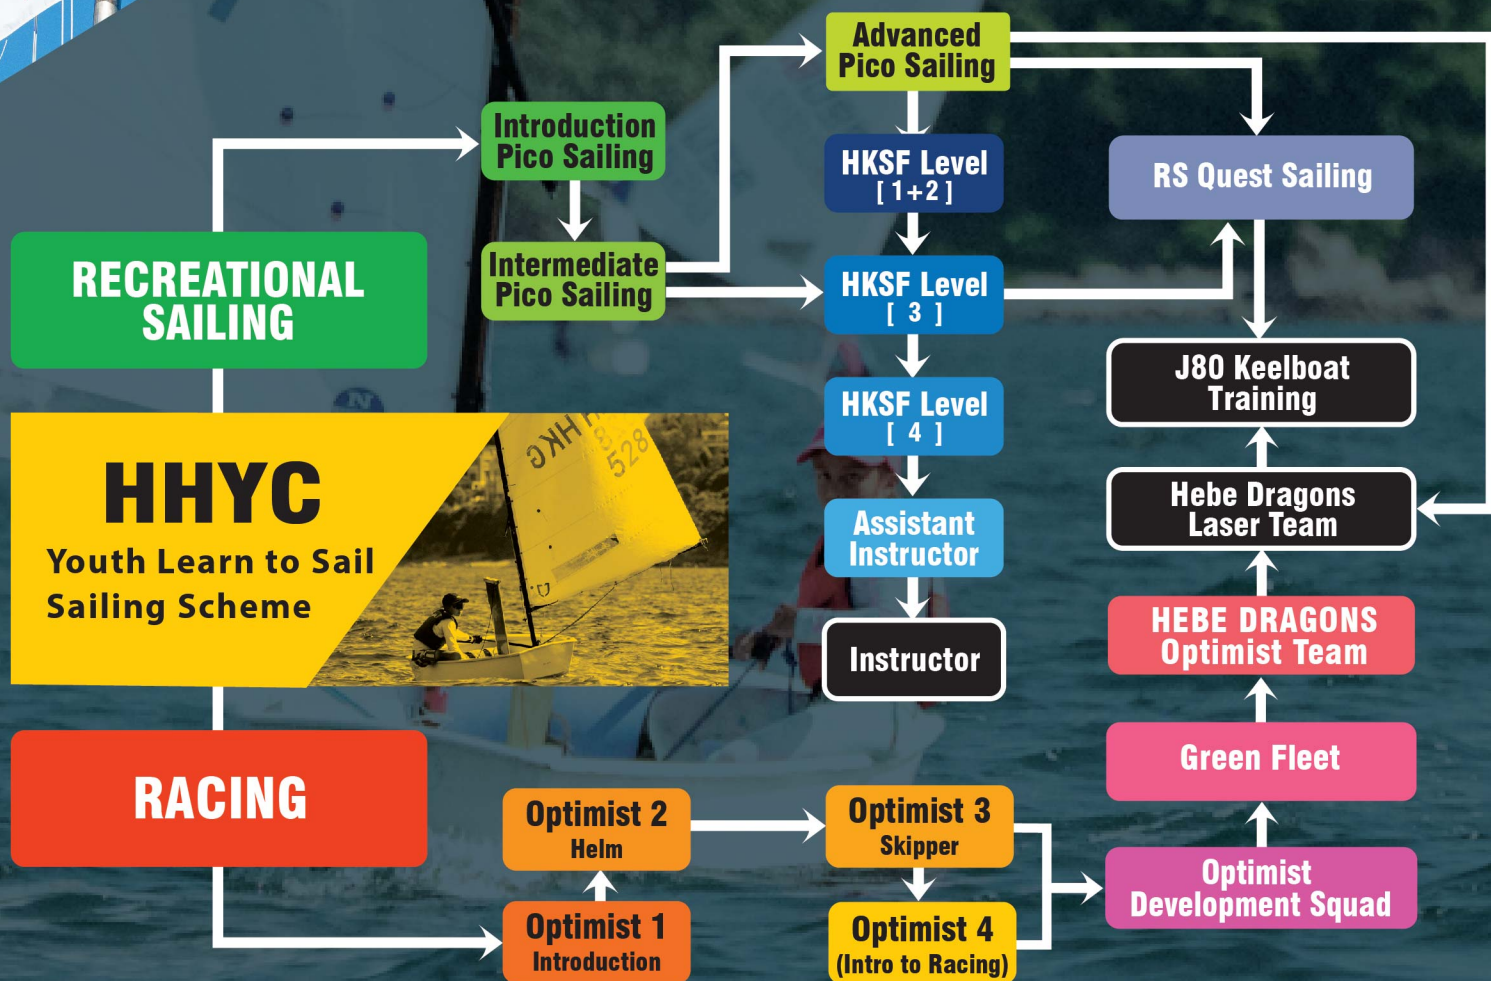 Advanced
Pico Sailing
Introduction
Pico Sailing
HKSF Level
[ 1+2 ]
RS Quest Sailing
RECREATIONAL
SAILING
Intermediate
Pico Sailing
HKSF Level
[ 3 ]
J80 Keelboat
Training
HKSF Level
[ 4 ]
N
HKG
528
HHYC
Youth Learn to Sail
Sailing Scheme
Hebe Dragons
Laser Team
Assistant
Instructor
HEBE DRAGONS
Optimist Team
Instructor
Green Fleet
RACING
Optimist 2
Helm
Optimist 3
Skipper
Optimist
Development Squad
Optimist 1
Introduction
Optimist 4
(Intro to Racing)